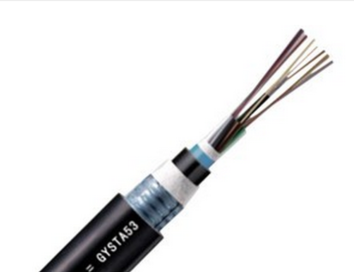 = GYSTA53